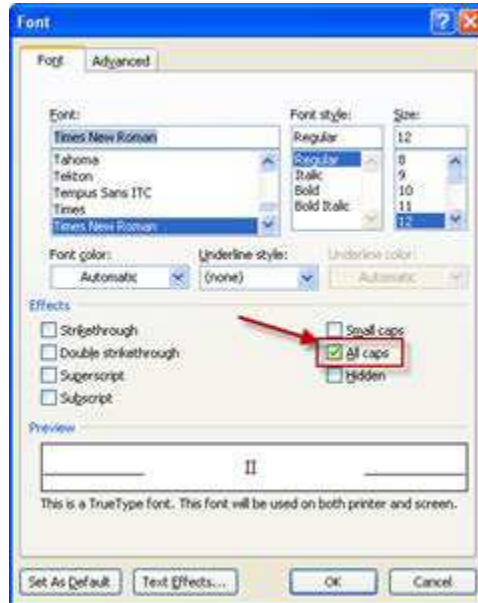 Font
Font Advanced
Font: Font style: Size:
Times New Roman Regular 12
Tahoma Regular 8
Tekton Italic 9
Tempus Sans ITC Bold 10
Times Bold Italic 11
Times New Roman 12
Font color: Underline style: Underline color:
Automatic (none) Automatic
Effects
Strikethrough Small caps
Double strikethrough All caps
Superscript Hidden
Subscript
Preview
II
This is a TrueType font. This font will be used on both printer and screen.
Set As Default Text Effects... OK Cancel